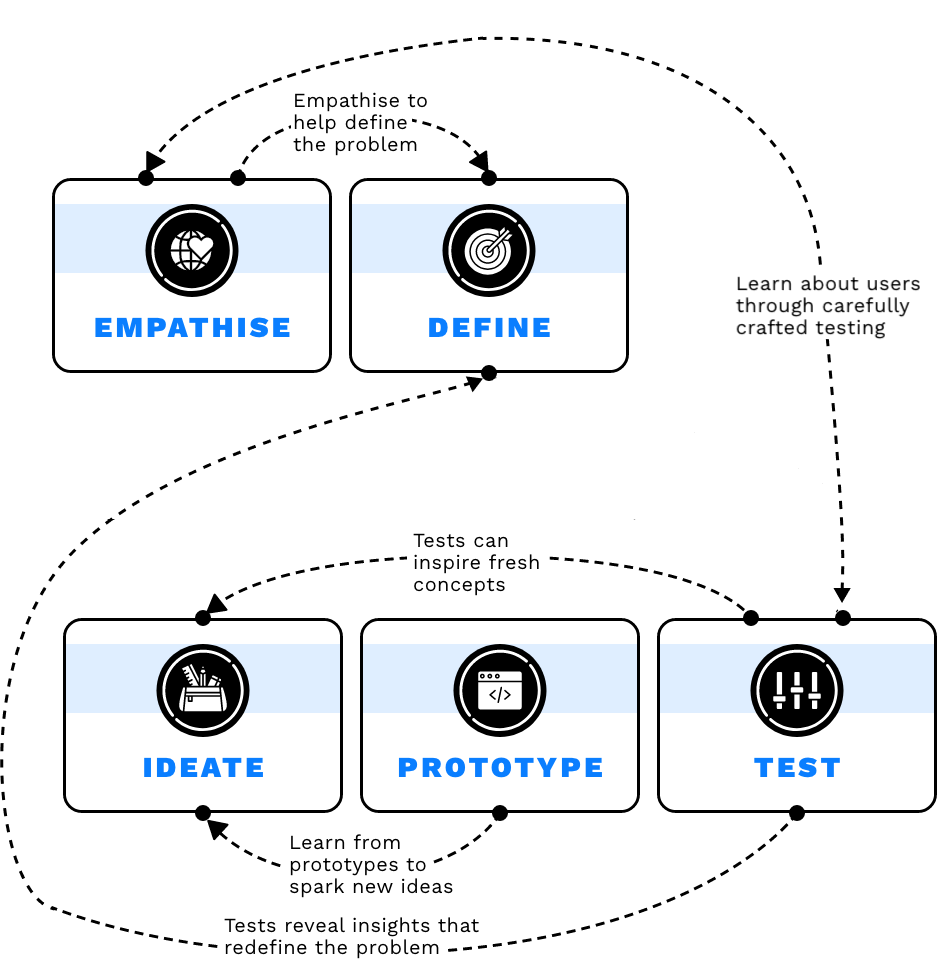 Empathise to
help define
the problem
EMPATHISE
DEFINE
Learn about users
through carefully
crafted testing
Tests can
inspire fresh
concepts
</>
IDEATE
PROTOTYPE
TEST
Learn from
prototypes to
spark new ideas
Tests reveal insights that
redefine the problem